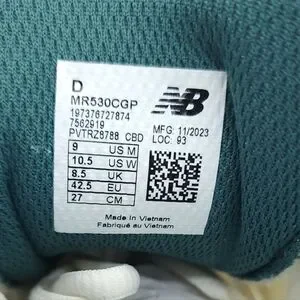 D
MR530CGP
197376727874
7562919
PVTRZ8788 CBD
NB
MFG: 11/2023
LOC: 93
9 US M
10.5 US W
8.5 UK
42.5 EU
27 CM
Made in Vietnam
Fabriqué au Vietnam